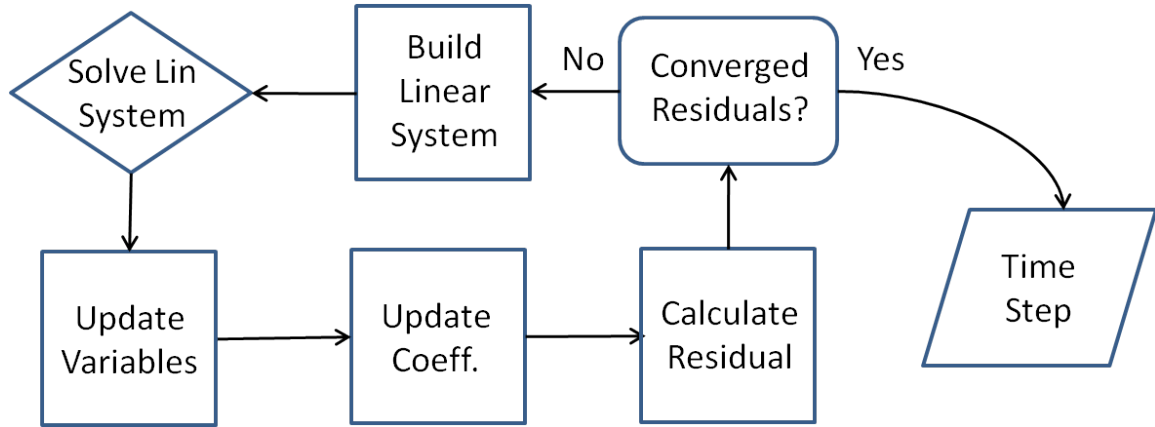 Solve Lin
System
Build
Linear
System
No
Converged
Residuals?
Yes
Update
Variables
Update
Coeff.
Calculate
Residual
Time
Step